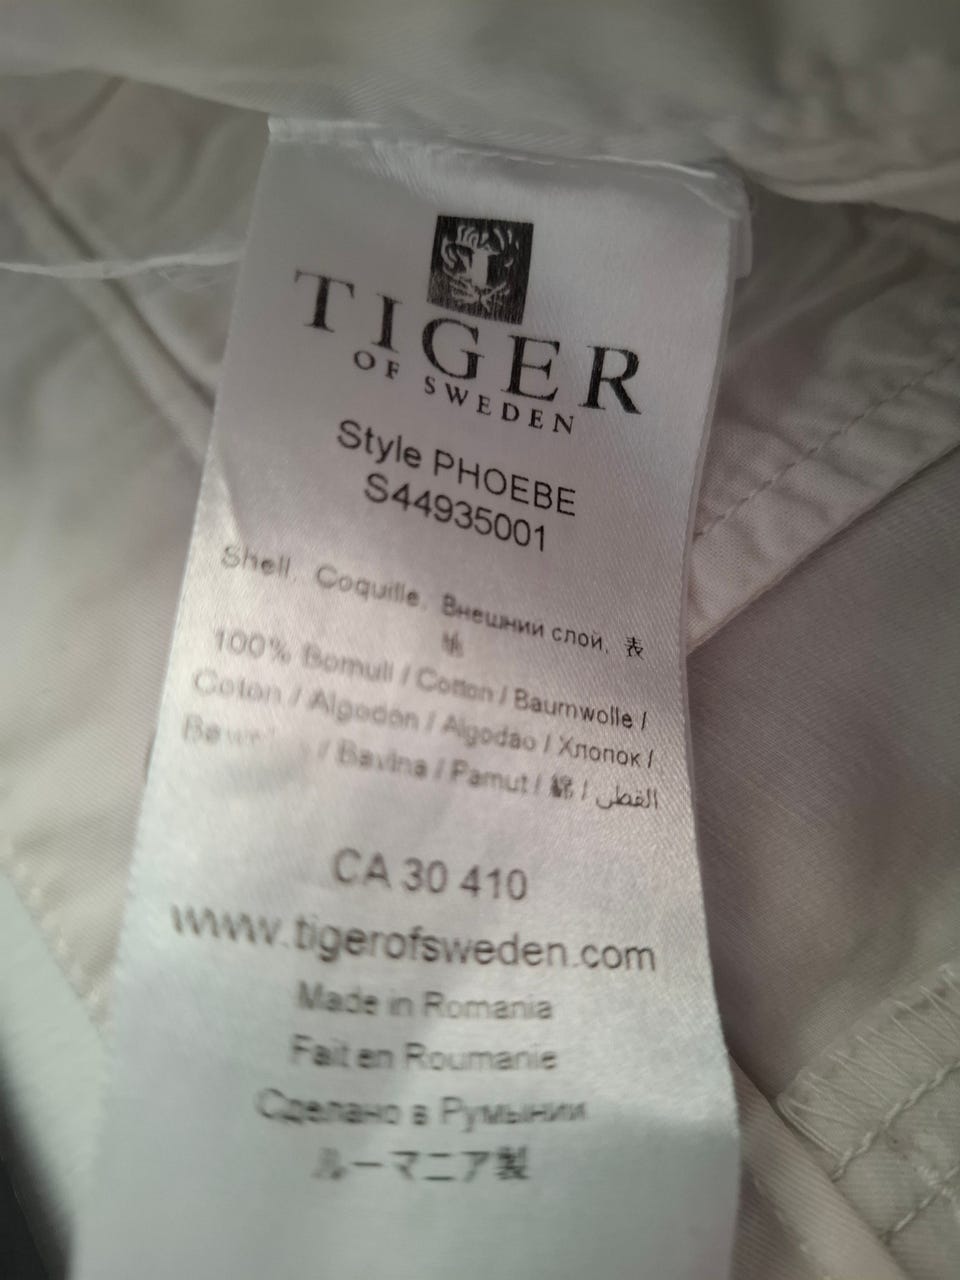 TIGER
OF SWEDEN
Style PHOEBE
S44935001
Shell, Coquille, Внешний слой, 表
地
100% Bomull / Cotton / Baumwolle /
Coton / Algodón / Algodao / Хлопок /
/ Bavlna / Pamut / 綿 / القطن
CA 30 410
www.tigerofsweden.com
Made in Romania
Fait en Roumanie
Сделано в Румынии
ルーマニア製